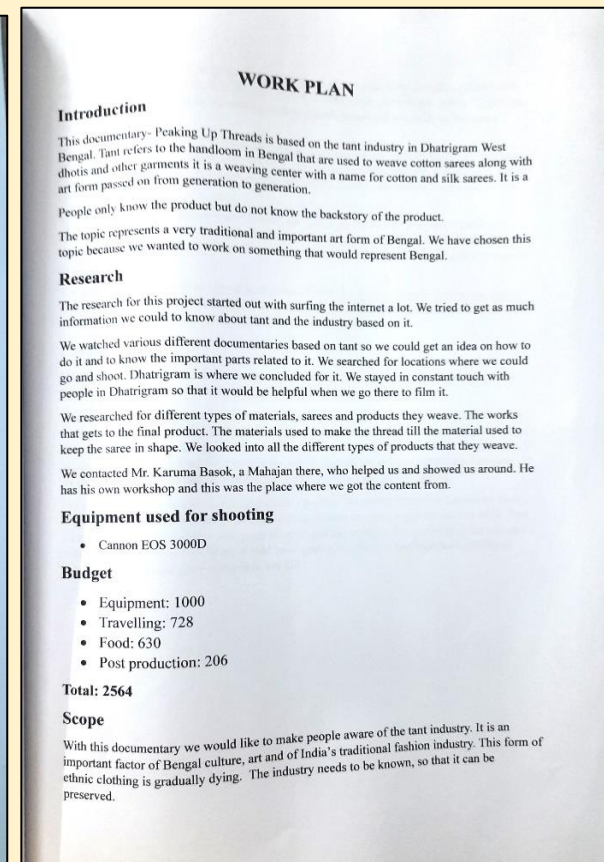 WORK PLAN
Introduction
This documentary- Peaking Up Threads is based on the tant industry in Dhatrigram West
Bengal. Tant refers to the handloom in Bengal that are used to weave cotton sarees along with
dhotis and other garments it is a weaving center with a name for cotton and silk sarees. It is a
art form passed on from generation to generation.
People only know the product but do not know the backstory of the product.
The topic represents a very traditional and important art form of Bengal. We have chosen this
topic because we wanted to work on something that would represent Bengal.
Research
The research for this project started out with surfing the internet a lot. We tried to get as much
information we could to know about tant and the industry based on it.
We watched various different documentaries based on tant so we could get an idea on how to
do it and to know the important parts related to it. We searched for locations where we could
go and shoot. Dhatrigram is where we concluded for it. We stayed in constant touch with
people in Dhatrigram so that it would be helpful when we go there to film it.
We researched for different types of materials, sarees and products they weave. The works
that gets to the final product. The materials used to make the thread till the material used to
keep the saree in shape. We looked into all the different types of products that they weave.
We contacted Mr. Karuma Basok, a Mahajan there, who helped us and showed us around. He
has his own workshop and this was the place where we got the content from.
Equipment used for shooting
• Cannon EOS 3000D
Budget
• Equipment: 1000
• Travelling: 728
• Food: 630
• Post production: 206
Total: 2564
Scope
With this documentary we would like to make people aware of the tant industry. It is an
important factor of Bengal culture, art and of India's traditional fashion industry. This form of
ethnic clothing is gradually dying. The industry needs to be known, so that it can be
preserved.